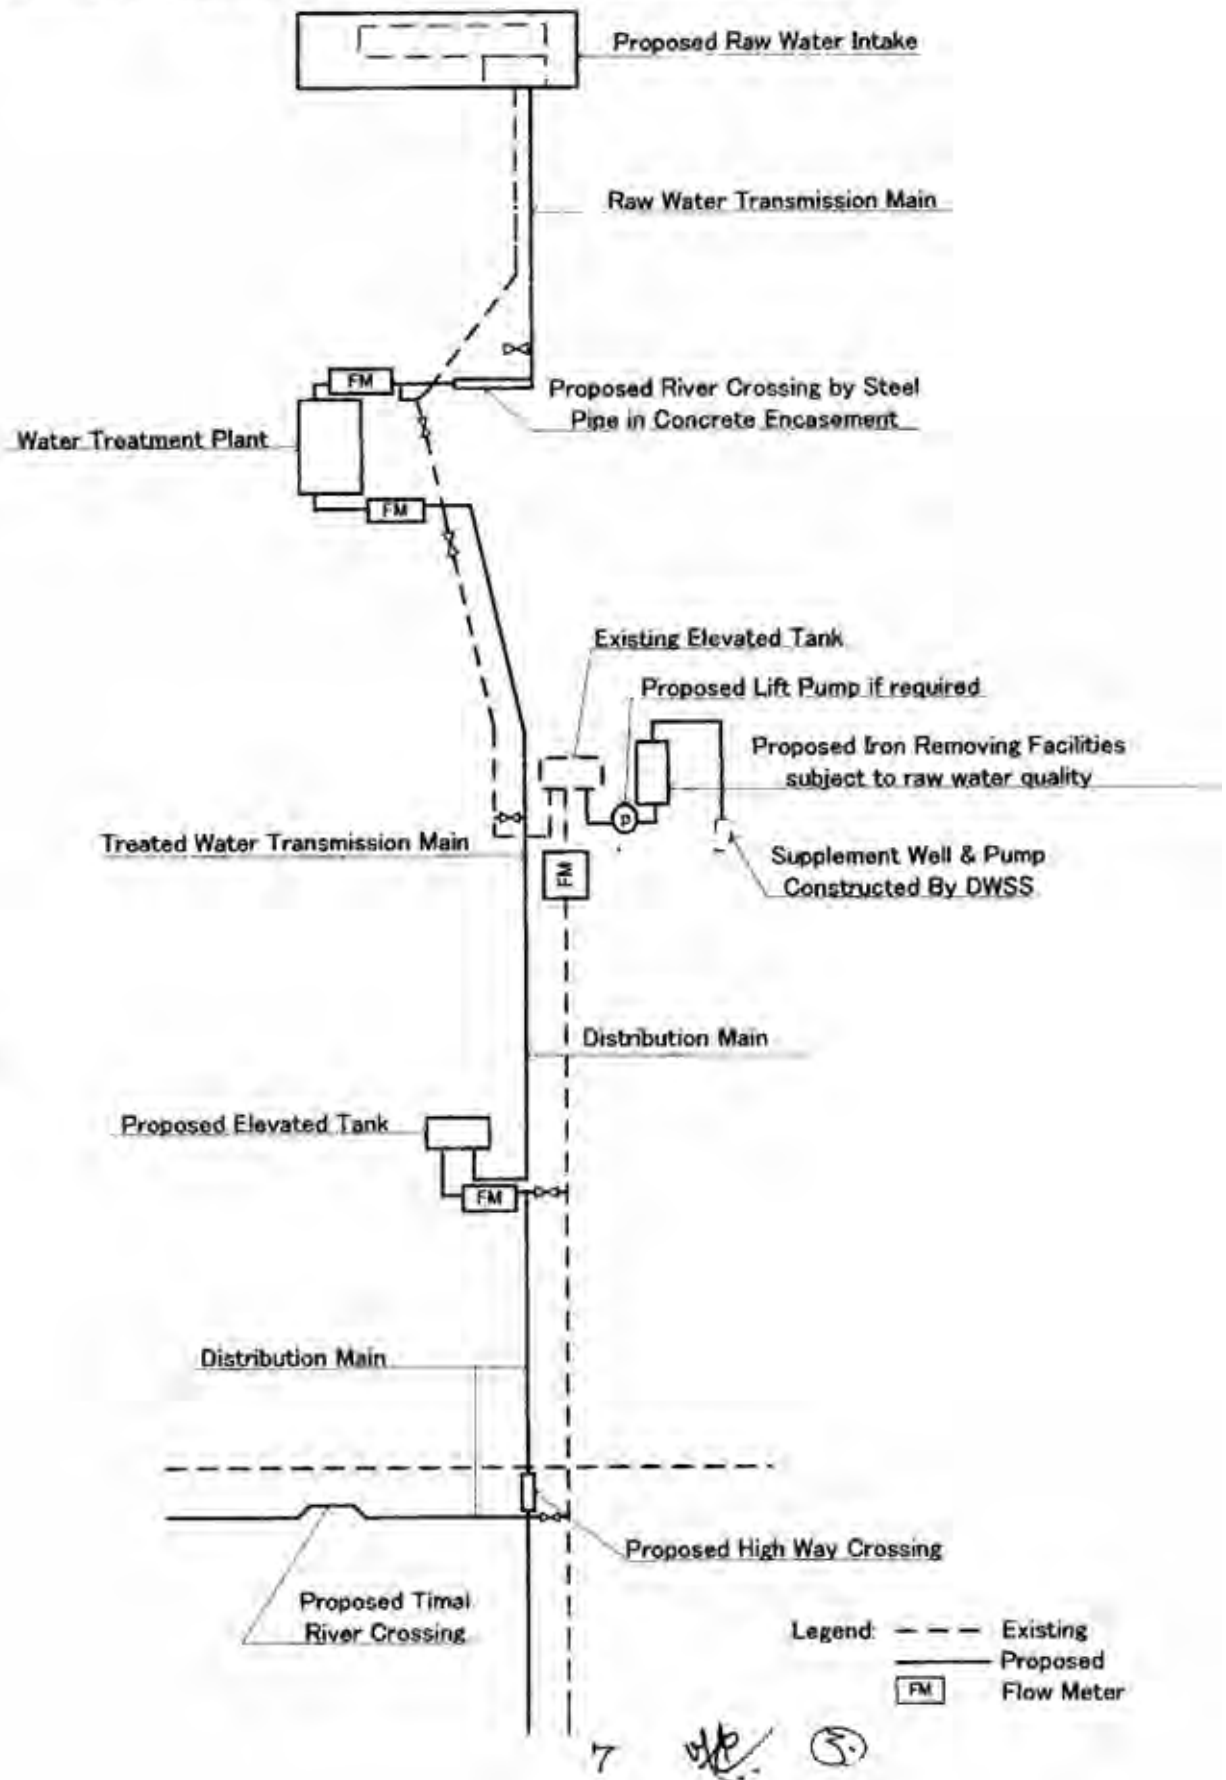 Proposed Raw Water Intake
Raw Water Transmission Main
FM
Proposed River Crossing by Steel
Pipe in Concrete Encasement
Water Treatment Plant
FM
Existing Elevated Tank
Proposed Lift Pump if required
Proposed Iron Removing Facilities
subject to raw water quality
P
Treated Water Transmission Main
Supplement Well & Pump
Constructed By DWSS
FM
Distribution Main
Proposed Elevated Tank
FM
Distribution Main
Proposed High Way Crossing
Proposed Timal
River Crossing
Legend: Existing
Proposed
FM Flow Meter
7